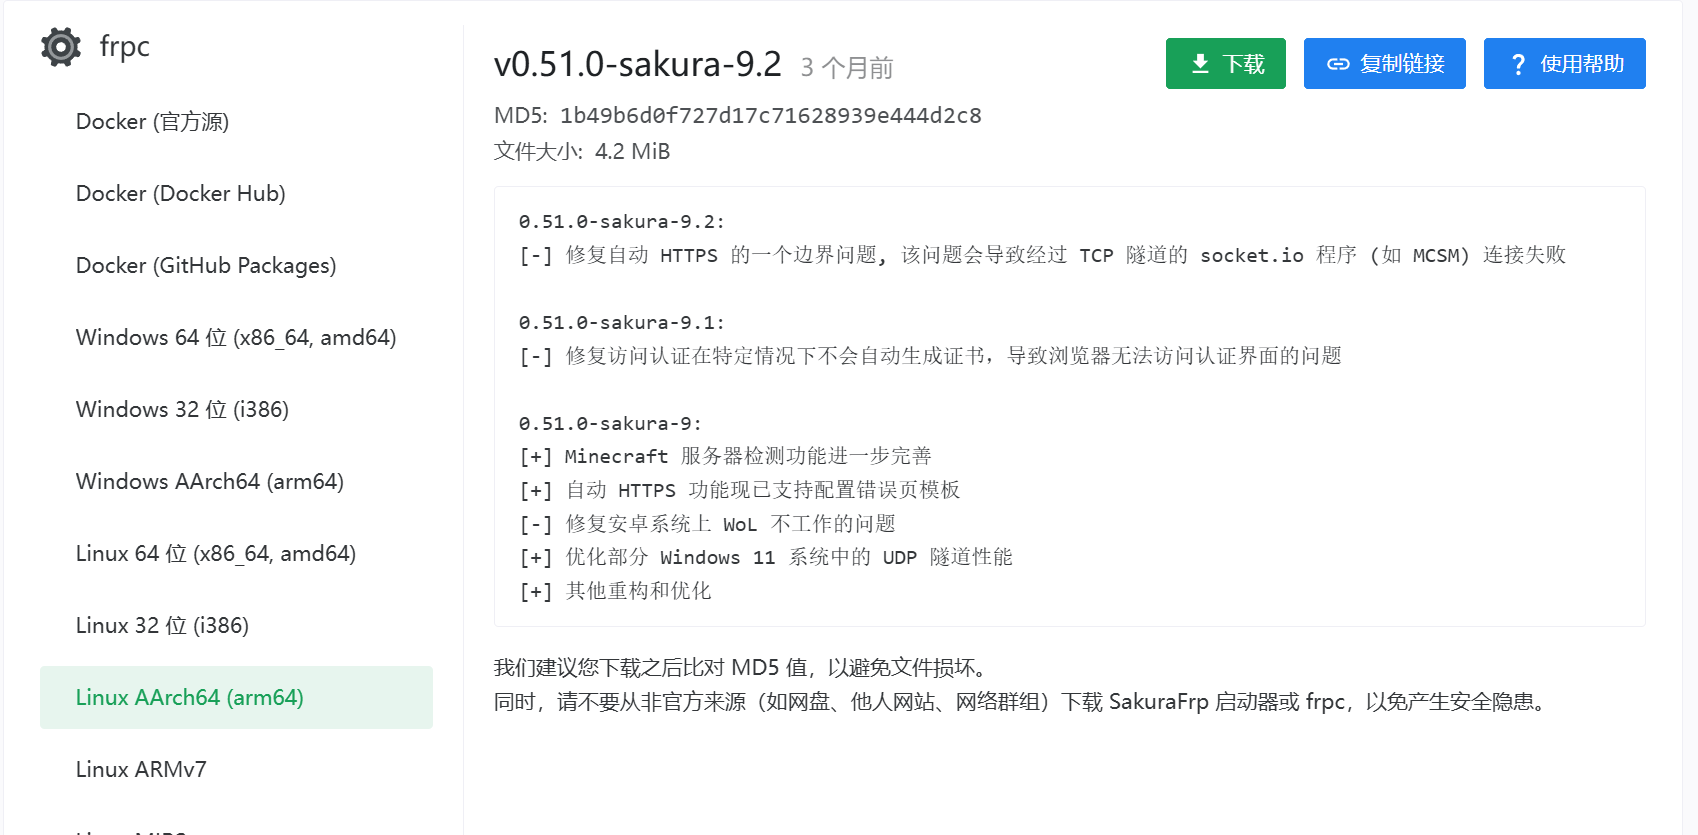 frpc
Docker (官方源)
Docker (Docker Hub)
Docker (GitHub Packages)
Windows 64 位 (x86_64, amd64)
Windows 32 位 (i386)
Windows AArch64 (arm64)
Linux 64 位 (x86_64, amd64)
Linux 32 位 (i386)
Linux AArch64 (arm64)
Linux ARMv7
v0.51.0-sakura-9.2 3 个月前
下载
复制链接
? 使用帮助
MD5: 1b49b6d0f727d17c71628939e444d2c8
文件大小: 4.2 MiB
0.51.0-sakura-9.2:
[-] 修复自动 HTTPS 的一个边界问题, 该问题会导致经过 TCP 隧道的 socket.io 程序 (如 MCSM) 连接失败
0.51.0-sakura-9.1:
[-] 修复访问认证在特定情况下不会自动生成证书，导致浏览器无法访问认证界面的问题
0.51.0-sakura-9:
[+] Minecraft 服务器检测功能进一步完善
[+] 自动 HTTPS 功能现已支持配置错误页模板
[-] 修复安卓系统上 WoL 不工作的问题
[+] 优化部分 Windows 11 系统中的 UDP 隧道性能
[+] 其他重构和优化
我们建议您下载之后比对 MD5 值，以避免文件损坏。
同时，请不要从非官方来源（如网盘、他人网站、网络群组）下载 SakuraFrp 启动器或 frpc，以免产生安全隐患。